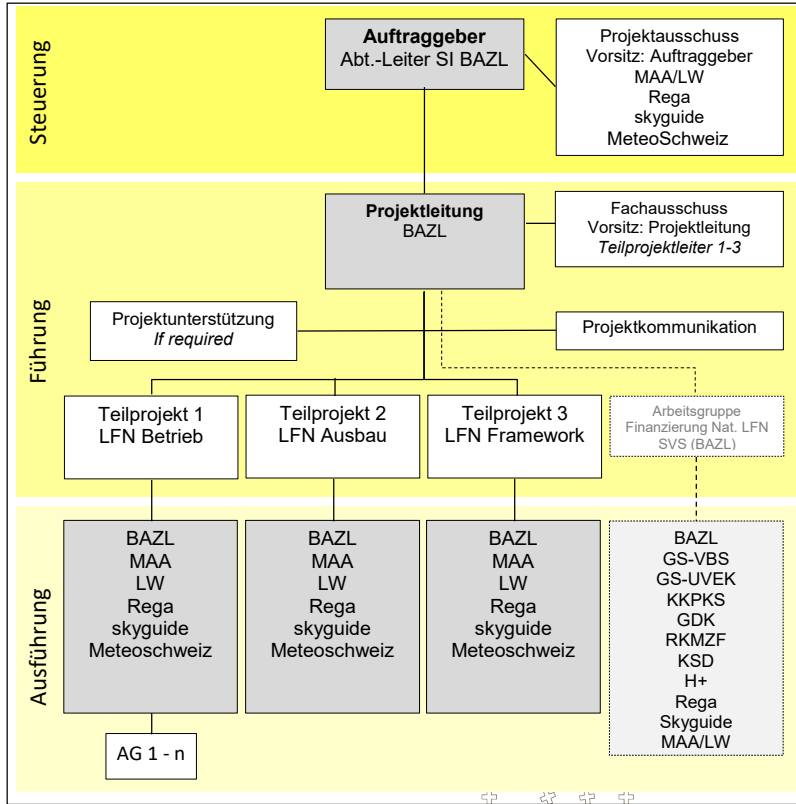 Steuerung
Auftraggeber
Abt.-Leiter SI BAZL
Projektausschuss
Vorsitz: Auftraggeber
MAA/LW
Rega
skyguide
MeteoSchweiz
Führung
Projektleitung
BAZL
Fachausschuss
Vorsitz: Projektleitung
Teilprojektleiter 1-3
Projektunterstützung
If required
Projektkommunikation
Teilprojekt 1
LFN Betrieb
Teilprojekt 2
LFN Ausbau
Teilprojekt 3
LFN Framework
Arbeitsgruppe
Finanzierung Nat. LFN
SVS (BAZL)
Ausführung
BAZL
MAA
LW
Rega
skyguide
Meteoschweiz
BAZL
MAA
LW
Rega
skyguide
Meteoschweiz
BAZL
MAA
LW
Rega
skyguide
Meteoschweiz
BAZL
GS-VBS
GS-UVEK
KKPKS
GDK
RKMZF
KSD
H+
Rega
Skyguide
MAA/LW
AG 1 - n